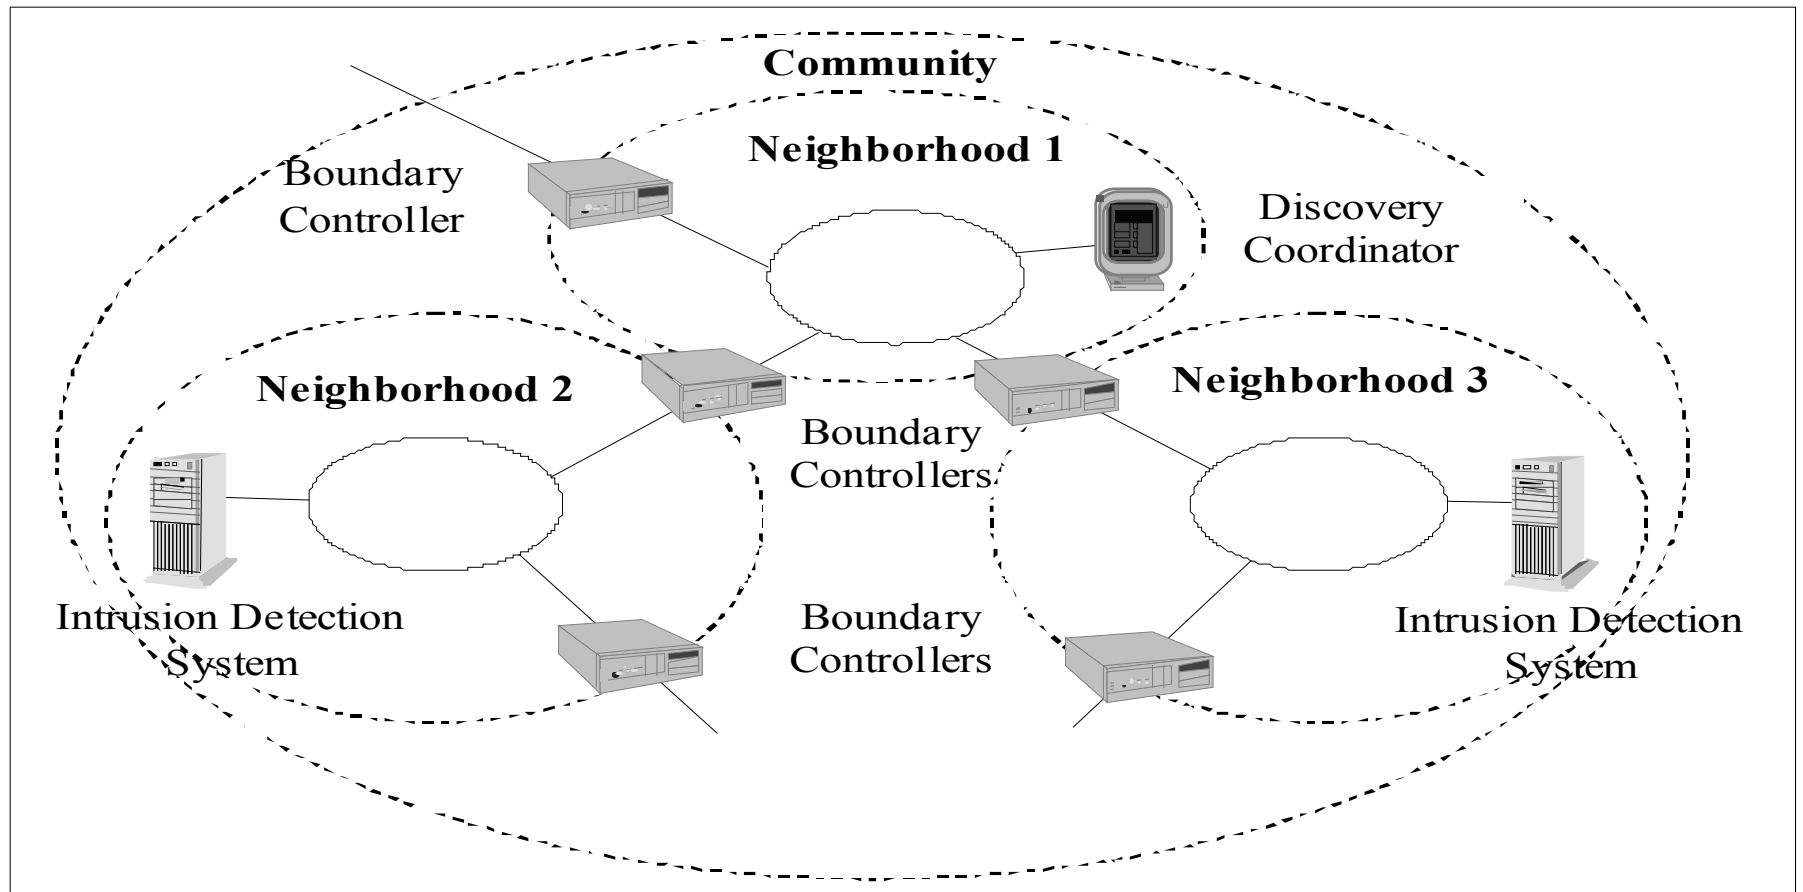 Community
Neighborhood 1
Boundary
Controller
Discovery
Coordinator
Neighborhood 2
Neighborhood 3
Boundary
Controllers
Intrusion Detection
System
Boundary
Controllers
Intrusion Detection
System